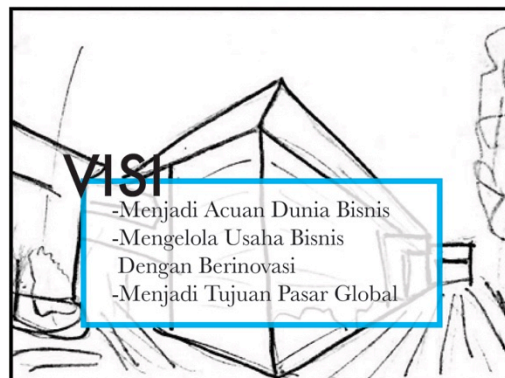 VISI
-Menjadi Acuan Dunia Bisnis
-Mengelola Usaha Bisnis
Dengan Berinovasi
-Menjadi Tujuan Pasar Global